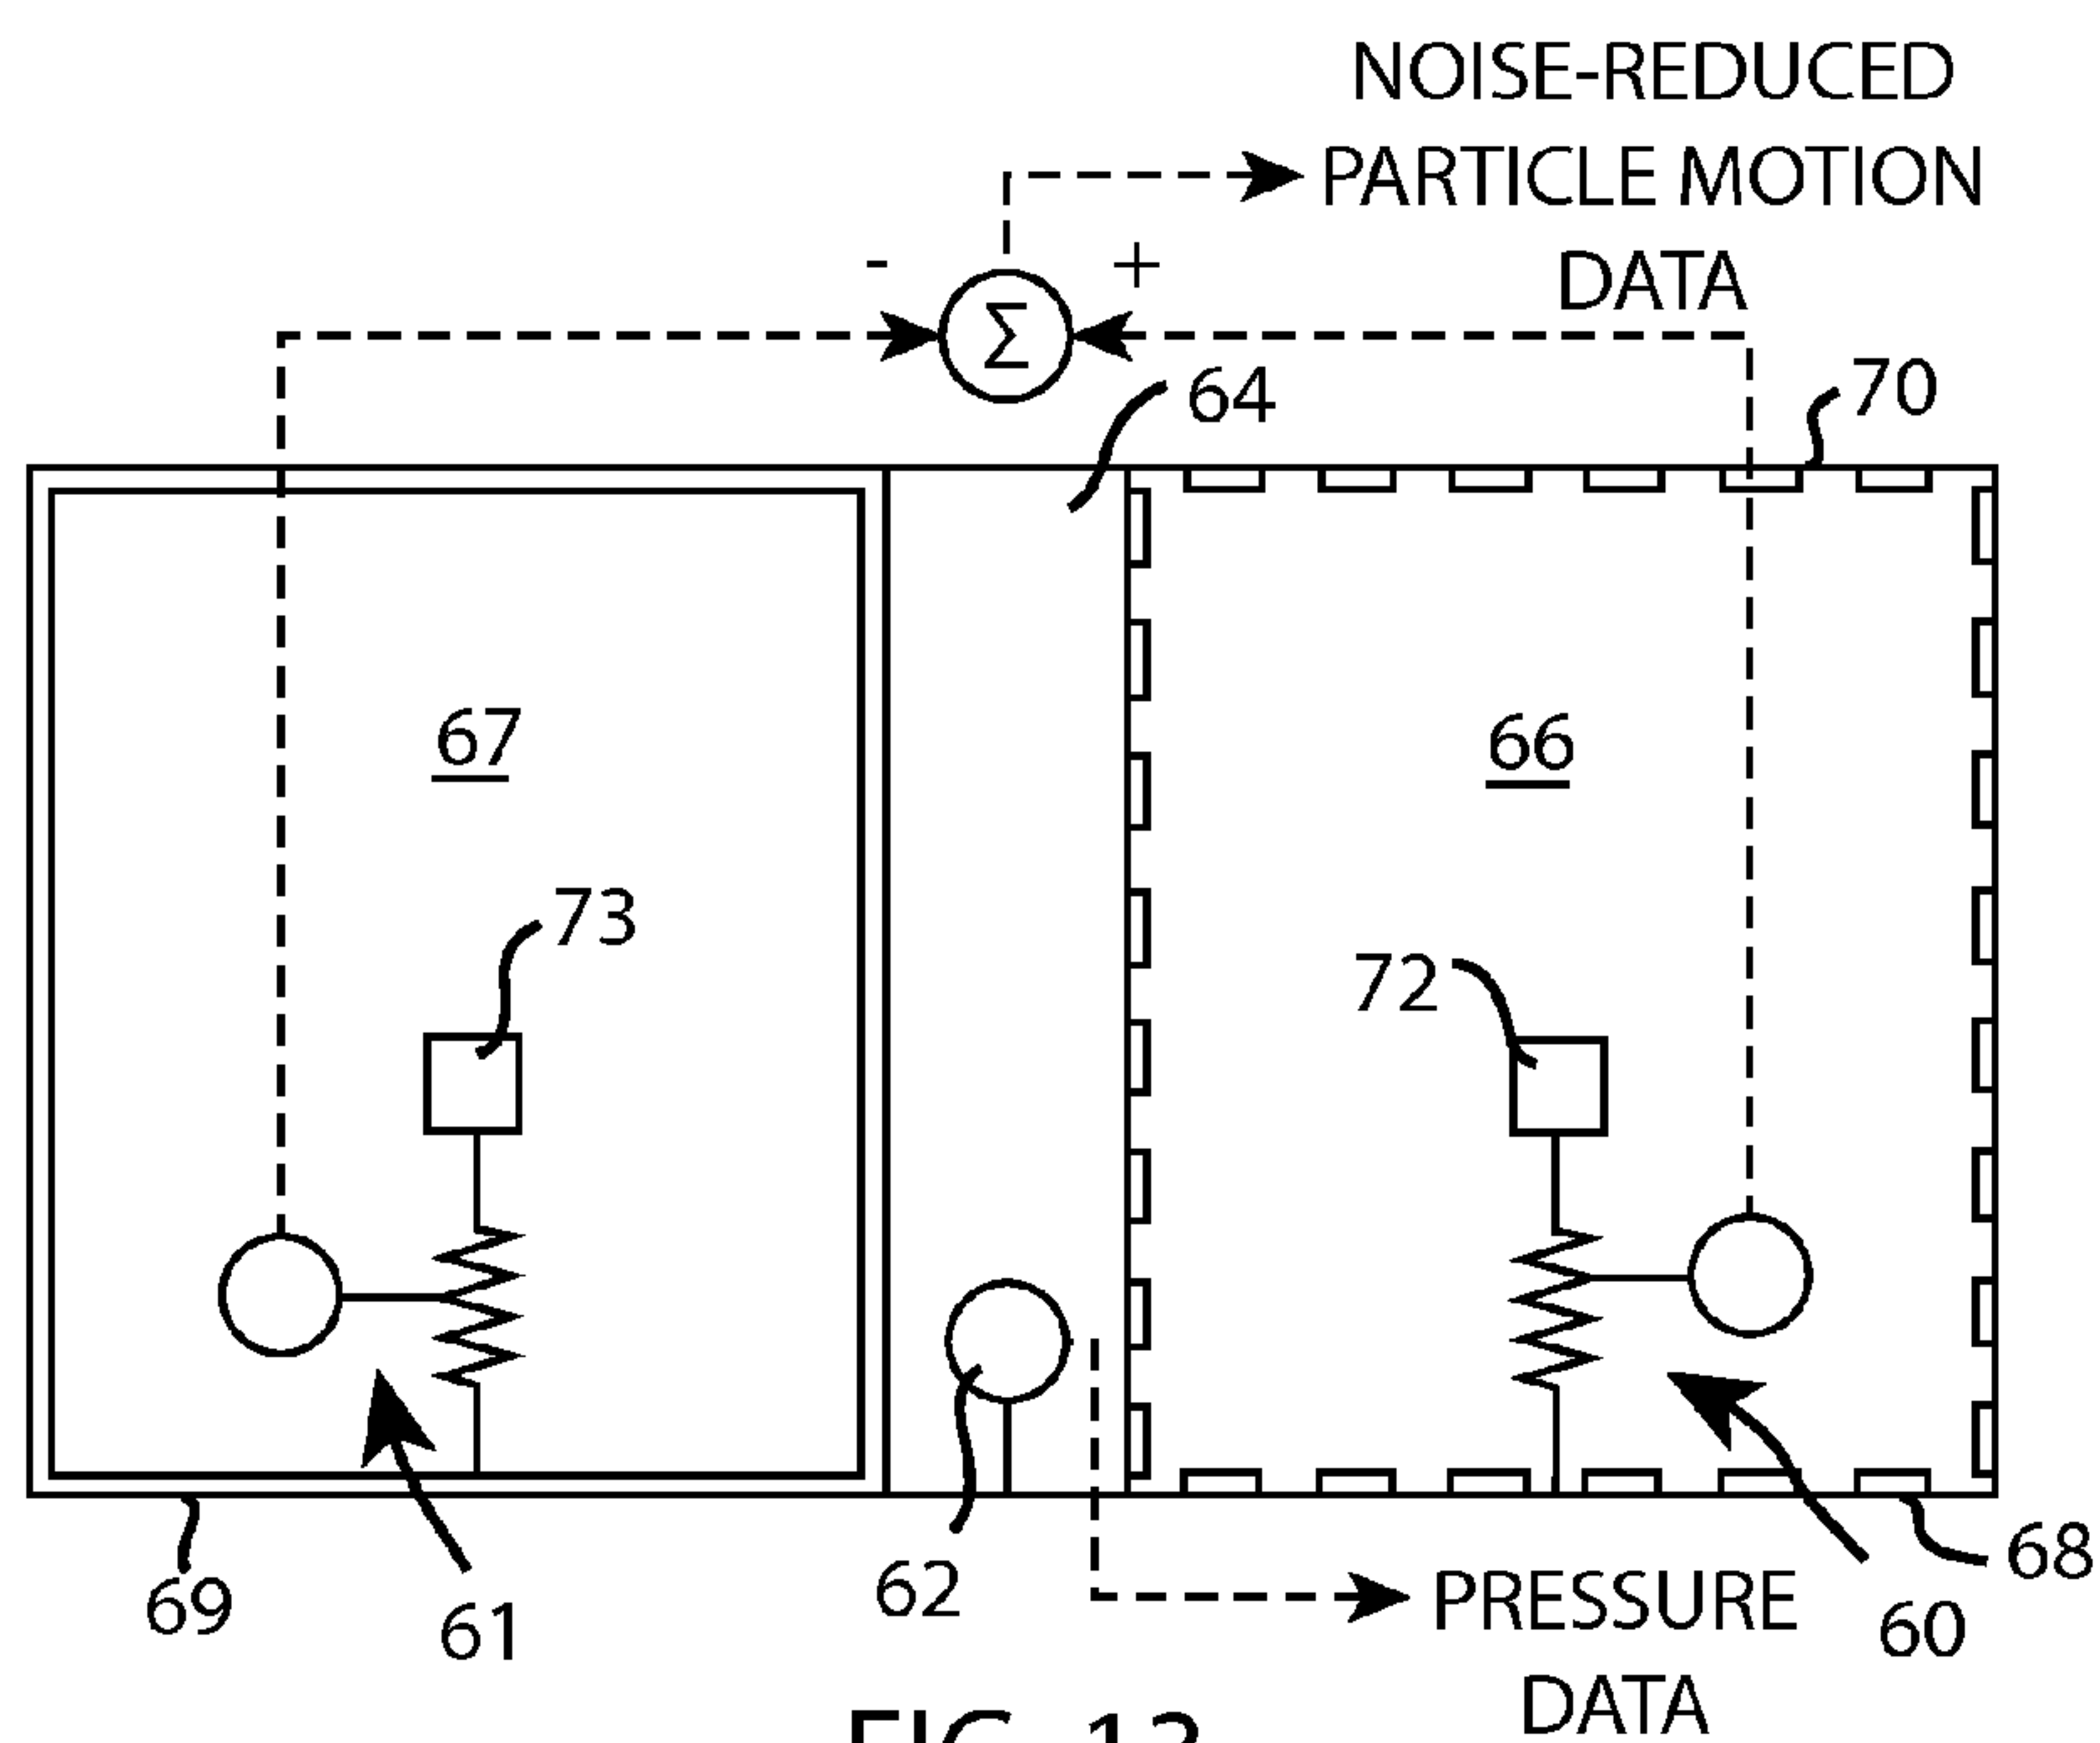 NOISE-REDUCED
PARTICLE MOTION
DATA
- +
Σ
64
70
67
66
73
72
69
61
62
PRESSURE
DATA
60
68